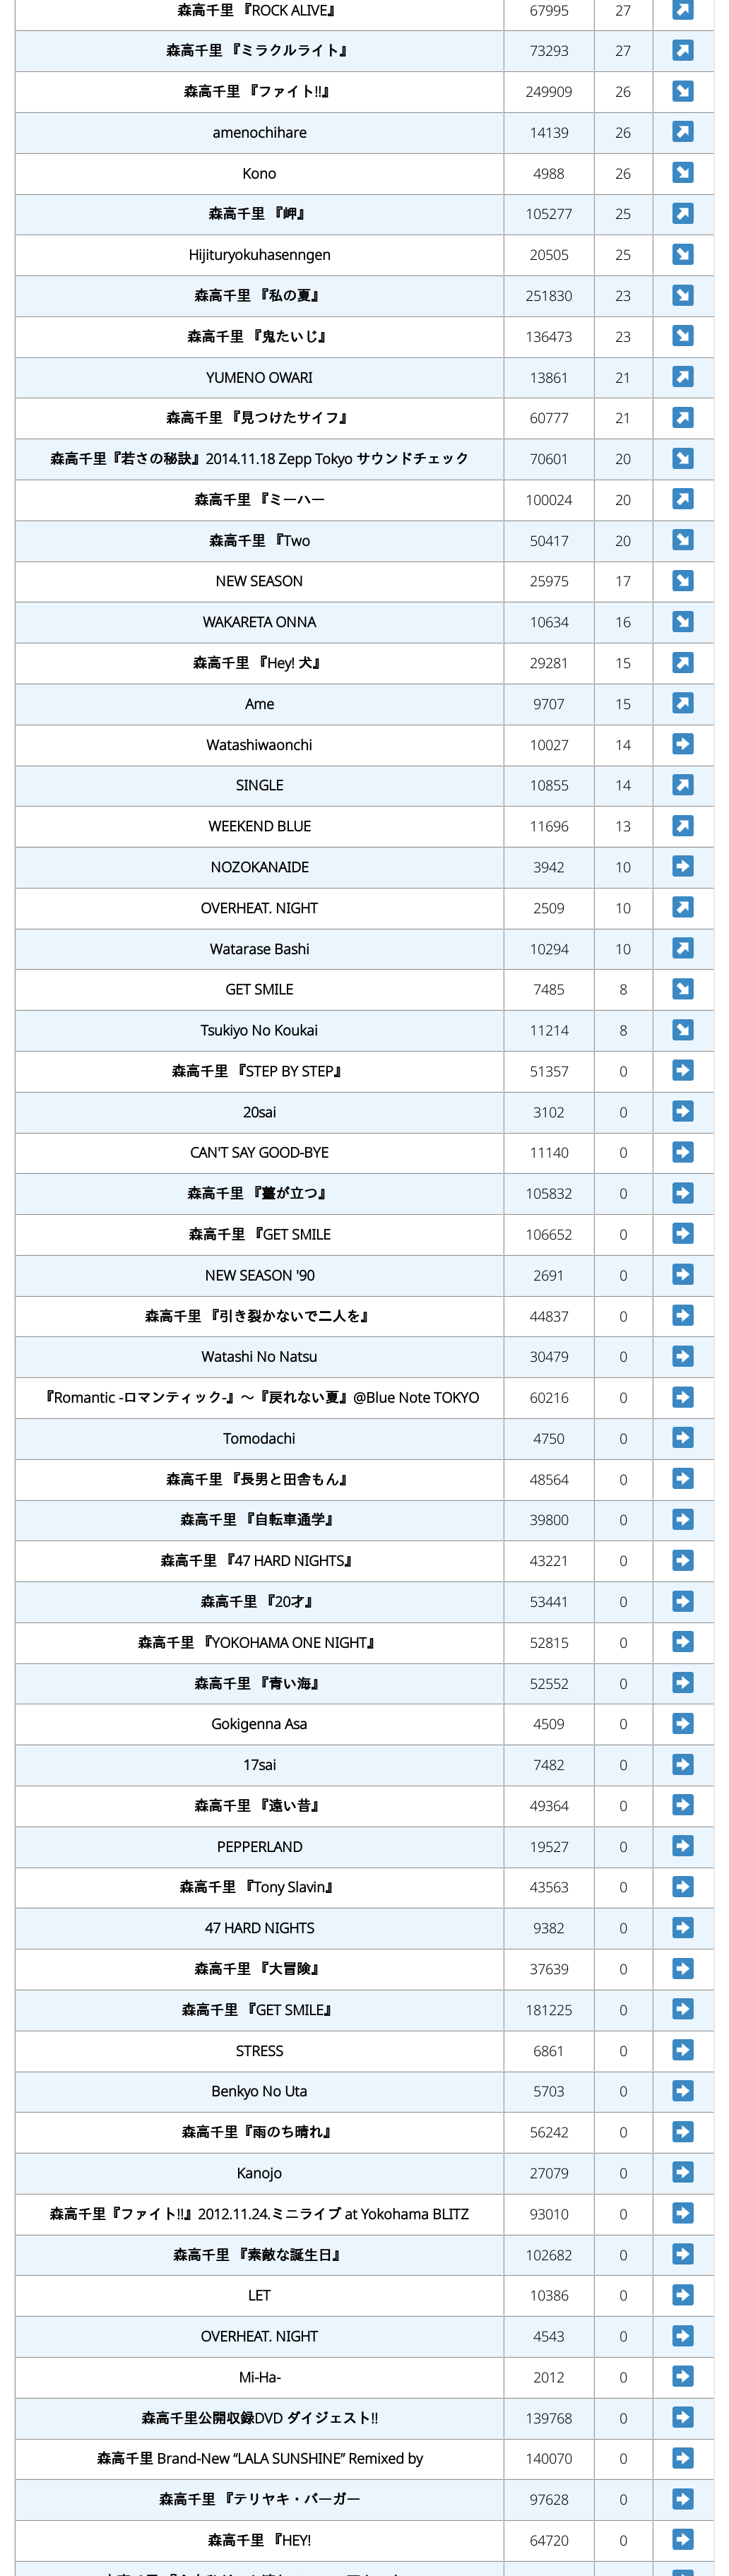 森高千里 『ROCK ALIVE』 67995 27
森高千里 『ミラクルライト』 73293 27
森高千里 『ファイト!!』 249909 26
amenochihare 14139 26
Kono 4988 26
森高千里 『岬』 105277 25
Hijituryokuhasenngen 20505 25
森高千里 『私の夏』 251830 23
森高千里 『鬼たいじ』 136473 23
YUMENO OWARI 13861 21
森高千里 『見つけたサイフ』 60777 21
森高千里『若さの秘訣』2014.11.18 Zepp Tokyo サウンドチェック 70601 20
森高千里 『ミーハー 100024 20
森高千里 『Two 50417 20
NEW SEASON 25975 17
WAKARETA ONNA 10634 16
森高千里 『Hey! 犬』 29281 15
Ame 9707 15
Watashiwaonchi 10027 14
SINGLE 10855 14
WEEKEND BLUE 11696 13
NOZOKANAIDE 3942 10
OVERHEAT. NIGHT 2509 10
Watarase Bashi 10294 10
GET SMILE 7485 8
Tsukiyo No Koukai 11214 8
森高千里 『STEP BY STEP』 51357 0
20sai 3102 0
CAN'T SAY GOOD-BYE 11140 0
森高千里 『薹が立つ』 105832 0
森高千里 『GET SMILE 106652 0
NEW SEASON '90 2691 0
森高千里 『引き裂かないで二人を』 44837 0
Watashi No Natsu 30479 0
『Romantic -ロマンティック-』～『戻れない夏』@Blue Note TOKYO 60216 0
Tomodachi 4750 0
森高千里 『長男と田舎もん』 48564 0
森高千里 『自転車通学』 39800 0
森高千里 『47 HARD NIGHTS』 43221 0
森高千里 『20才』 53441 0
森高千里 『YOKOHAMA ONE NIGHT』 52815 0
森高千里 『青い海』 52552 0
Gokigenna Asa 4509 0
17sai 7482 0
森高千里 『遠い昔』 49364 0
PEPPERLAND 19527 0
森高千里 『Tony Slavin』 43563 0
47 HARD NIGHTS 9382 0
森高千里 『大冒険』 37639 0
森高千里 『GET SMILE』 181225 0
STRESS 6861 0
Benkyo No Uta 5703 0
森高千里『雨のち晴れ』 56242 0
Kanojo 27079 0
森高千里『ファイト!!』2012.11.24.ミニライブ at Yokohama BLITZ 93010 0
森高千里 『素敵な誕生日』 102682 0
LET 10386 0
OVERHEAT. NIGHT 4543 0
Mi-Ha- 2012 0
森高千里公開収録DVD ダイジェスト!! 139768 0
森高千里 Brand-New “LALA SUNSHINE” Remixed by 140070 0
森高千里 『テリヤキ・バーガー 97628 0
森高千里 『HEY! 64720 0